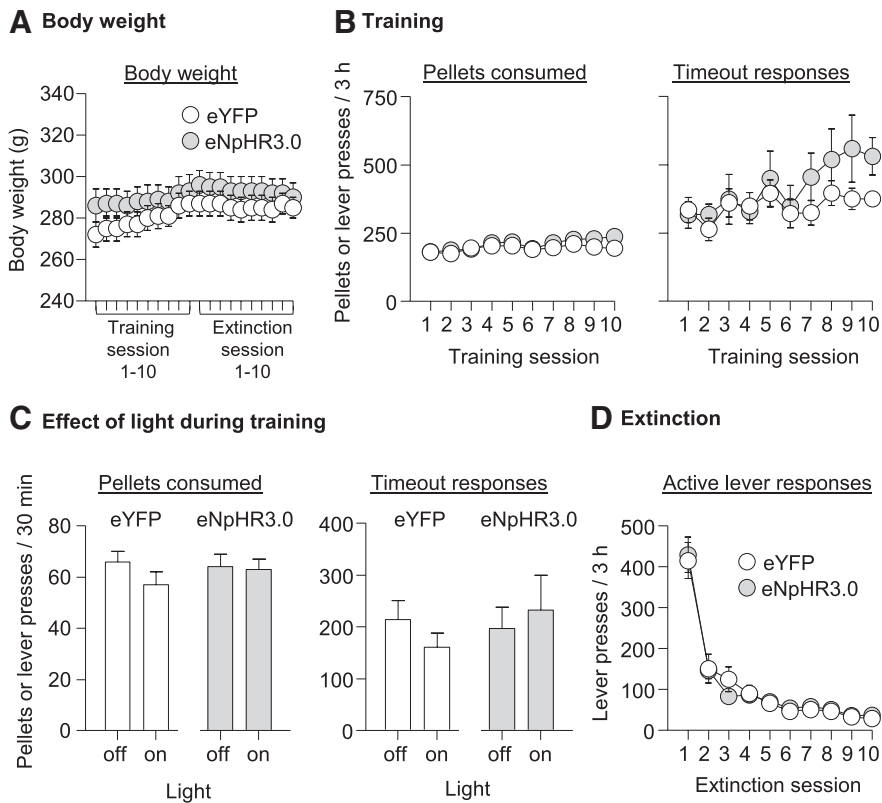 A Body weight
Body weight
Body weight (g)
340
320
300
280
260
240
eYFP
eNpHR3.0
Training
session
1-10
Extinction
session
1-10
B Training
Pellets consumed
Timeout responses
Pellets or lever presses / 3 h
750
500
250
0
1 2 3 4 5 6 7 8 9 10
Training session
1 2 3 4 5 6 7 8 9 10
Training session
C Effect of light during training
Pellets consumed
Pellets or lever presses / 30 min
eYFP eNpHR3.0
80
60
40
20
0
off on off on
Light
Timeout responses
eYFP eNpHR3.0
400
300
200
100
0
off on off on
Light
D Extinction
Active lever responses
Lever presses / 3 h
500
400
300
200
100
0
eYFP
eNpHR3.0
1 2 3 4 5 6 7 8 9 10
Extinction session